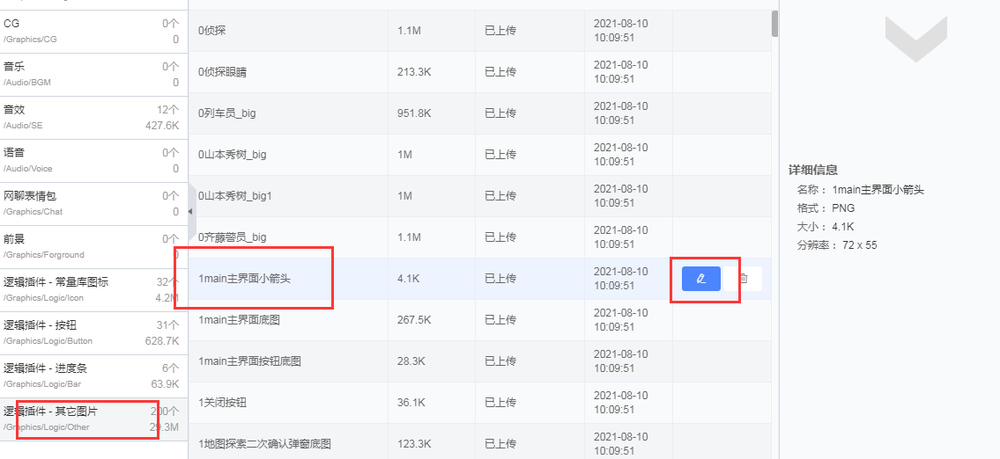 CG 0个
/Graphics/CG 0
音乐 0个
/Audio/BGM 0
音效 12个
/Audio/SE 427.6K
语音 0个
/Audio/Voice 0
网聊表情包 0个
/Graphics/Chat 0
前景 0个
/Graphics/Forground 0
逻辑插件 - 常量库图标 32个
/Graphics/Logic/Icon 4.2M
逻辑插件 - 按钮 31个
/Graphics/Logic/Button 628.7K
逻辑插件 - 进度条 6个
/Graphics/Logic/Bar 63.9K
逻辑插件 - 其它图片 200个
/Graphics/Logic/Other 29.3M
0侦探 1.1M 已上传 2021-08-10
10:09:51
0侦探眼睛 213.3K 已上传 2021-08-10
10:09:51
0列车员_big 951.8K 已上传 2021-08-10
10:09:51
0山本秀树_big 1M 已上传 2021-08-10
10:09:51
0山本秀树_big1 1M 已上传 2021-08-10
10:09:51
0齐藤警员_big 1.1M 已上传 2021-08-10
10:09:51
1main主界面小箭头 4.1K 已上传 2021-08-10
10:09:51
1main主界面底图 267.5K 已上传 2021-08-10
10:09:51
1main主界面按钮底图 28.3K 已上传 2021-08-10
10:09:51
1关闭按钮 36.1K 已上传 2021-08-10
10:09:51
1地图探索二次确认弹窗底图 123.3K 已上传 2021-08-10
10:09:51
详细信息
名称： 1main主界面小箭头
格式： PNG
大小： 4.1K
分辨率： 72 x 55